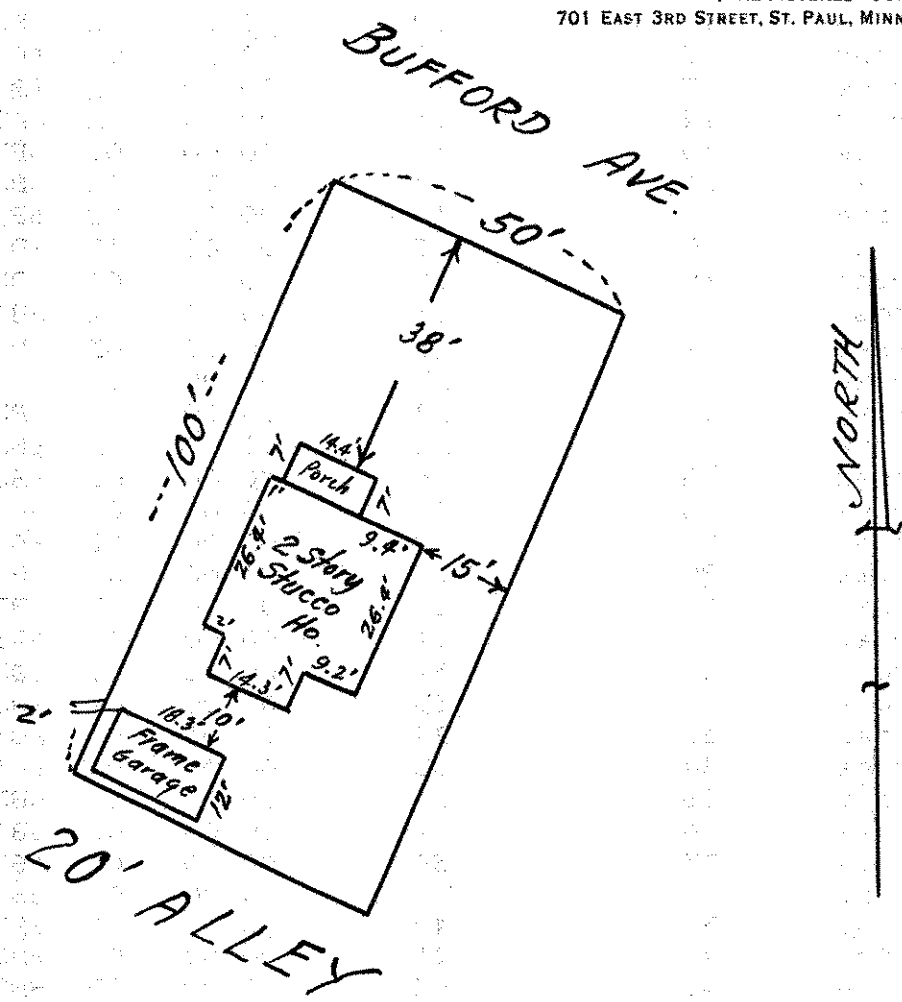 701 EAST 3RD STREET, ST. PAUL, MINN
BUFFORD AVE.
50'
38'
100'
14.4'
7'
Porch
7'
1'
9.4'
15'
26.4'
2 Story
Stucco
Ho.
26.4'
2'
7'
14.3'
7'
9.2'
10'
2'
18.3'
Frame
Garage
12'
20' ALLEY
NORTH